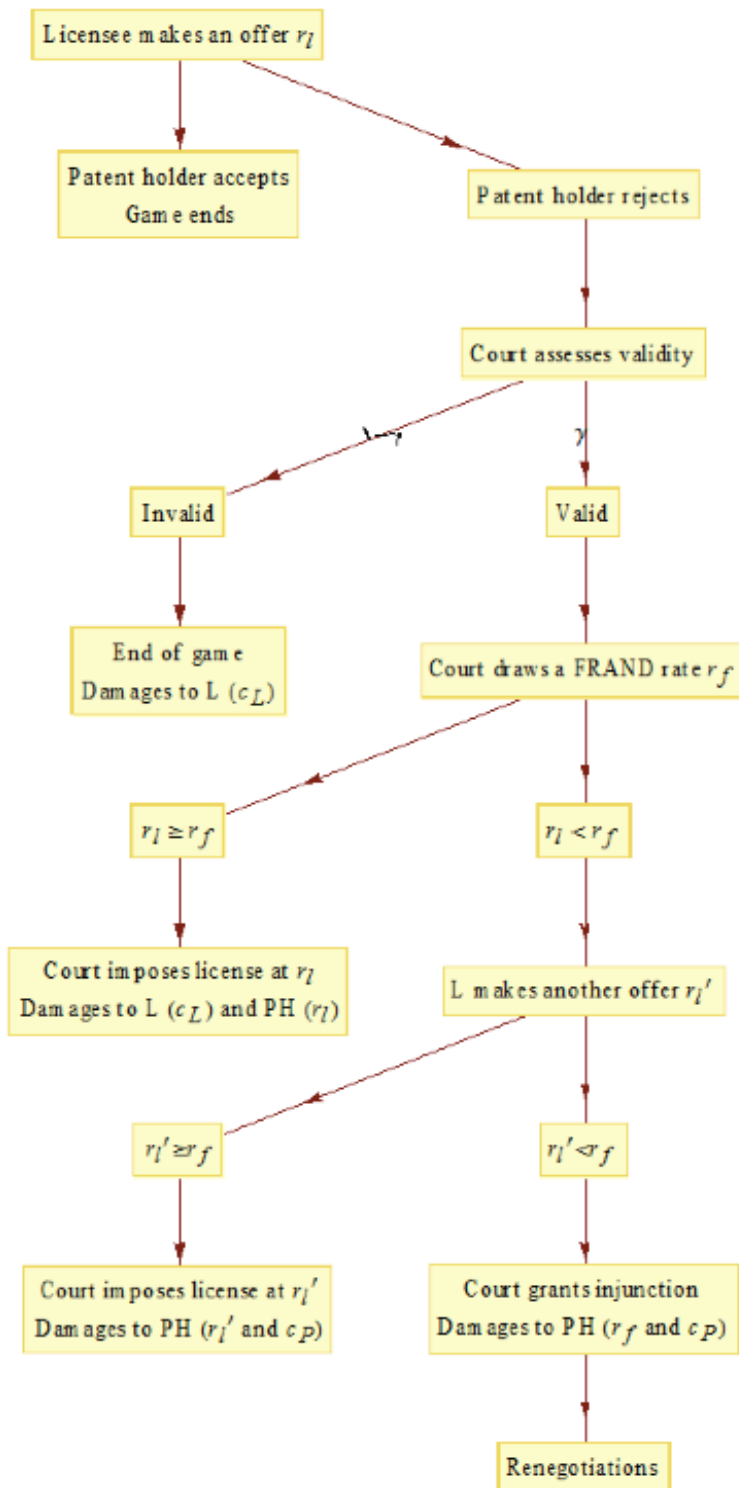 Licensee makes an offer r_l
Patent holder accepts
Game ends
Patent holder rejects
Court assesses validity
γ
Invalid
Valid
End of game
Damages to L (c_L)
Court draws a FRAND rate r_f
r_l ≥ r_f
r_l < r_f
Court imposes license at r_l
Damages to L (c_L) and PH (r_l)
L makes another offer r_l'
r_l' ≥ r_f
r_l' < r_f
Court imposes license at r_l'
Damages to PH (r_l' and c_P)
Court grants injunction
Damages to PH (r_f and c_P)
Renegotiations